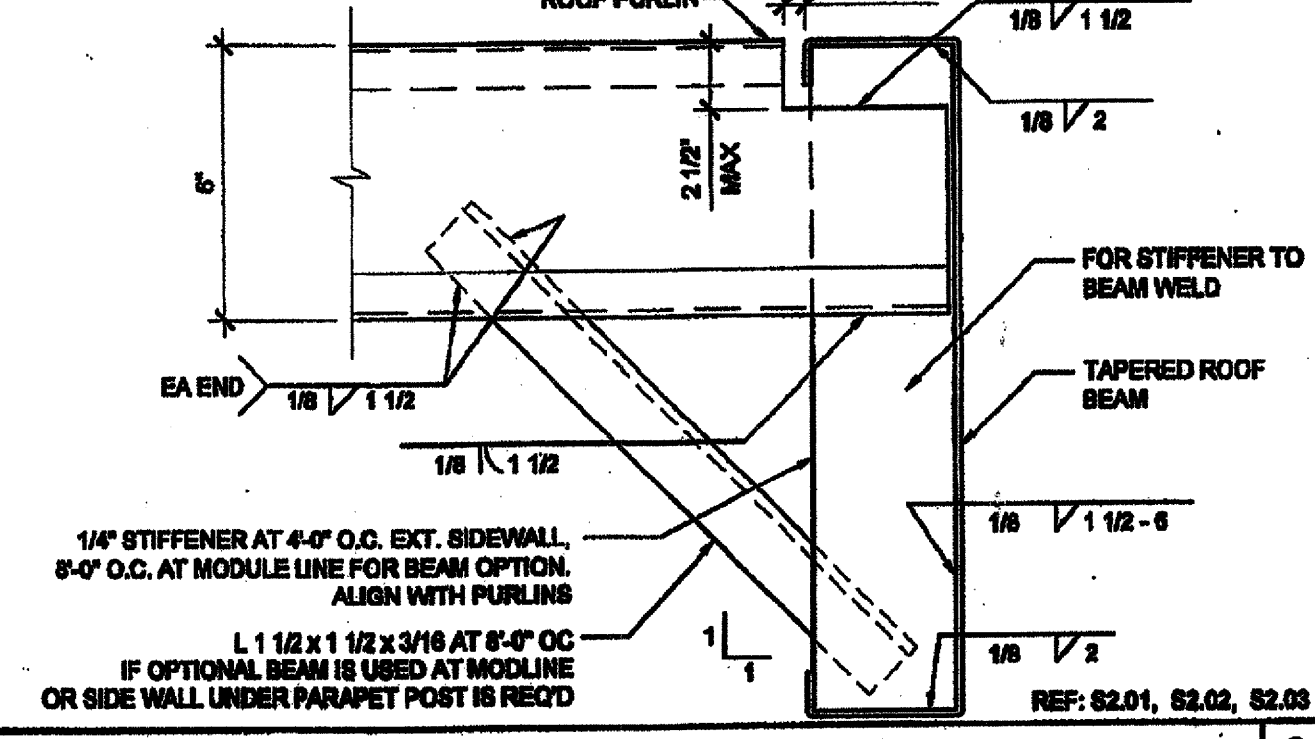 ROOF PURLIN
1/8 1 1/2
1/8 2
6"
2 1/2"
MAX
FOR STIFFENER TO
BEAM WELD
TAPERED ROOF
BEAM
EA END
1/8 1 1/2
1/8 1 1/2
1/8 1 1/2 - 6
1/4" STIFFENER AT 4'-0" O.C. EXT. SIDEWALL,
8'-0" O.C. AT MODULE LINE FOR BEAM OPTION.
ALIGN WITH PURLINS
L 1 1/2 x 1 1/2 x 3/16 AT 8'-0" OC
IF OPTIONAL BEAM IS USED AT MODLINE
OR SIDE WALL UNDER PARAPET POST IS REQ'D
1
1
1/8 2
REF: S2.01, S2.02, S2.03